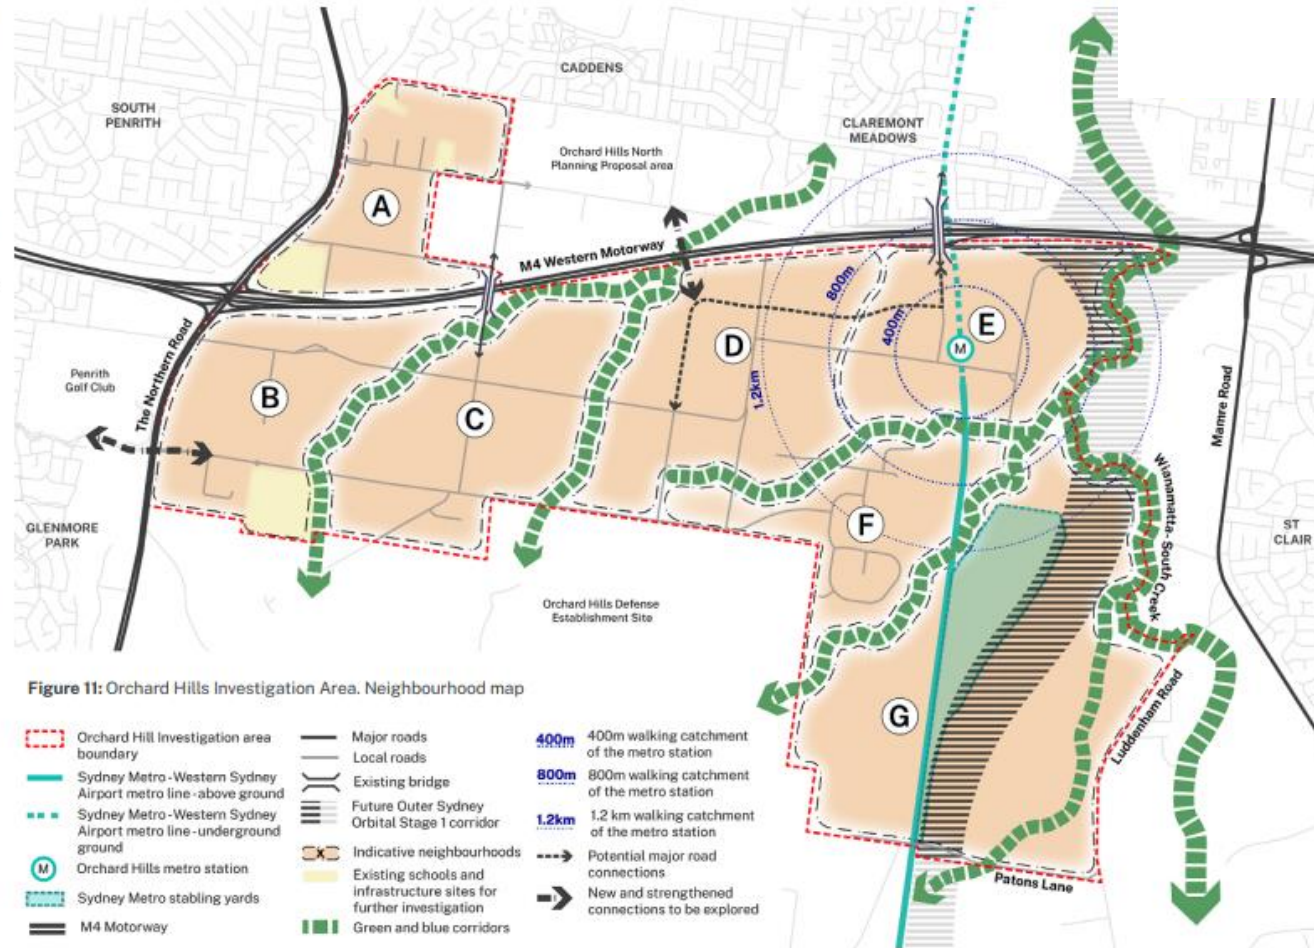 CADDENS
SOUTH
PENRITH
CLAREMONT
MEADOWS
Orchard Hills North
Planning Proposal area
A
M4 Western Motorway
800m
400m
E
M
D
1.2km
The Northern Road
Penrith
Golf Club
B
C
Mamre Road
Wianamatta-South Creek
F
GLENMORE
PARK
ST
CLAIR
Orchard Hills Defense
Establishment Site
G
Luddenham Road
Patons Lane
Figure 11: Orchard Hills Investigation Area. Neighbourhood map
Orchard Hill Investigation area
boundary
Sydney Metro - Western Sydney
Airport metro line - above ground
Sydney Metro - Western Sydney
Airport metro line - underground
ground
M
Orchard Hills metro station
Sydney Metro stabling yards
M4 Motorway
Major roads
Local roads
Existing bridge
Future Outer Sydney
Orbital Stage 1 corridor
X
Indicative neighbourhoods
Existing schools and
infrastructure sites for
further investigation
Green and blue corridors
400m
400m walking catchment
of the metro station
800m
800m walking catchment
of the metro station
1.2km
1.2 km walking catchment
of the metro station
Potential major road
connections
New and strengthened
connections to be explored